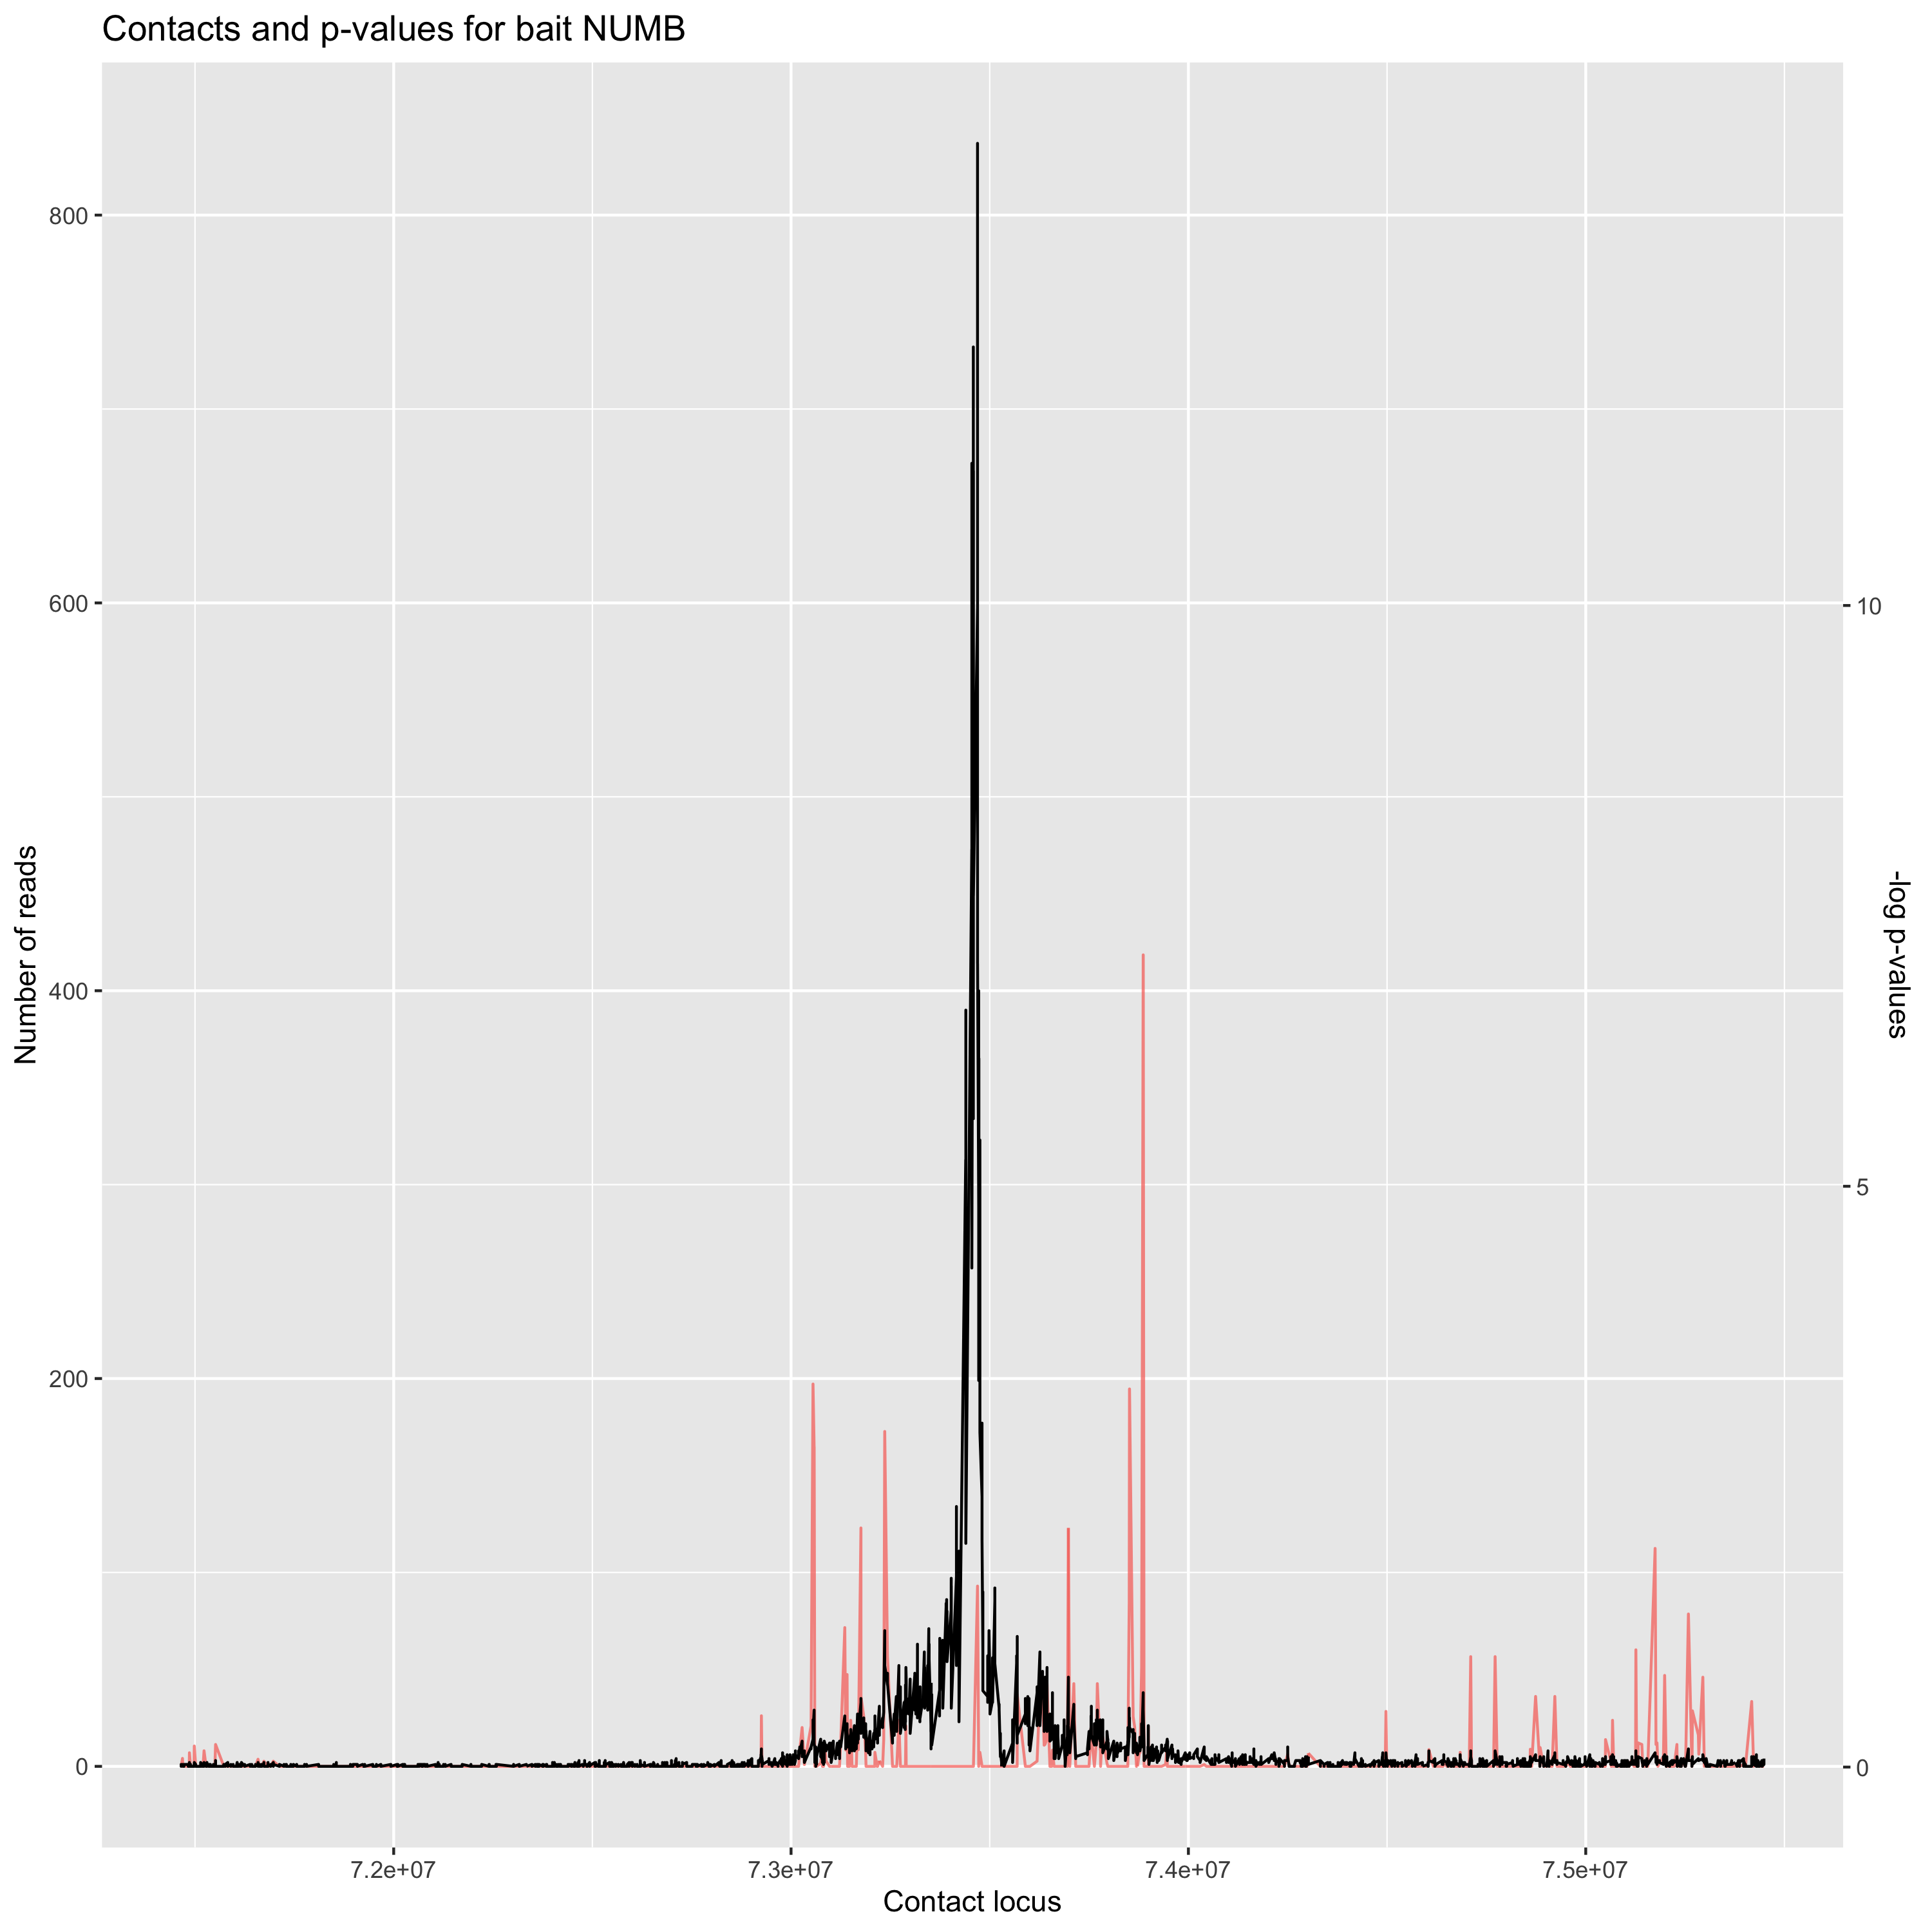 Contacts and p-values for bait NUMB
800
600
400
200
0
Number of reads
10
5
0
-log p-values
7.2e+07 7.3e+07 7.4e+07 7.5e+07
Contact locus